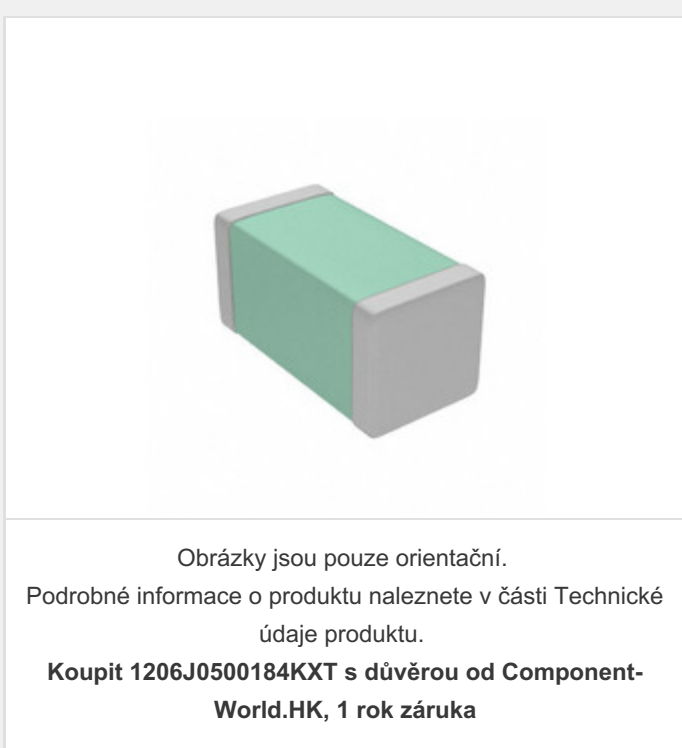 Obrázky jsou pouze orientační.
Podrobné informace o produktu naleznete v části Technické
údaje produktu.
Koupit 1206J0500184KXT s důvěrou od Component-
World.HK, 1 rok záruka